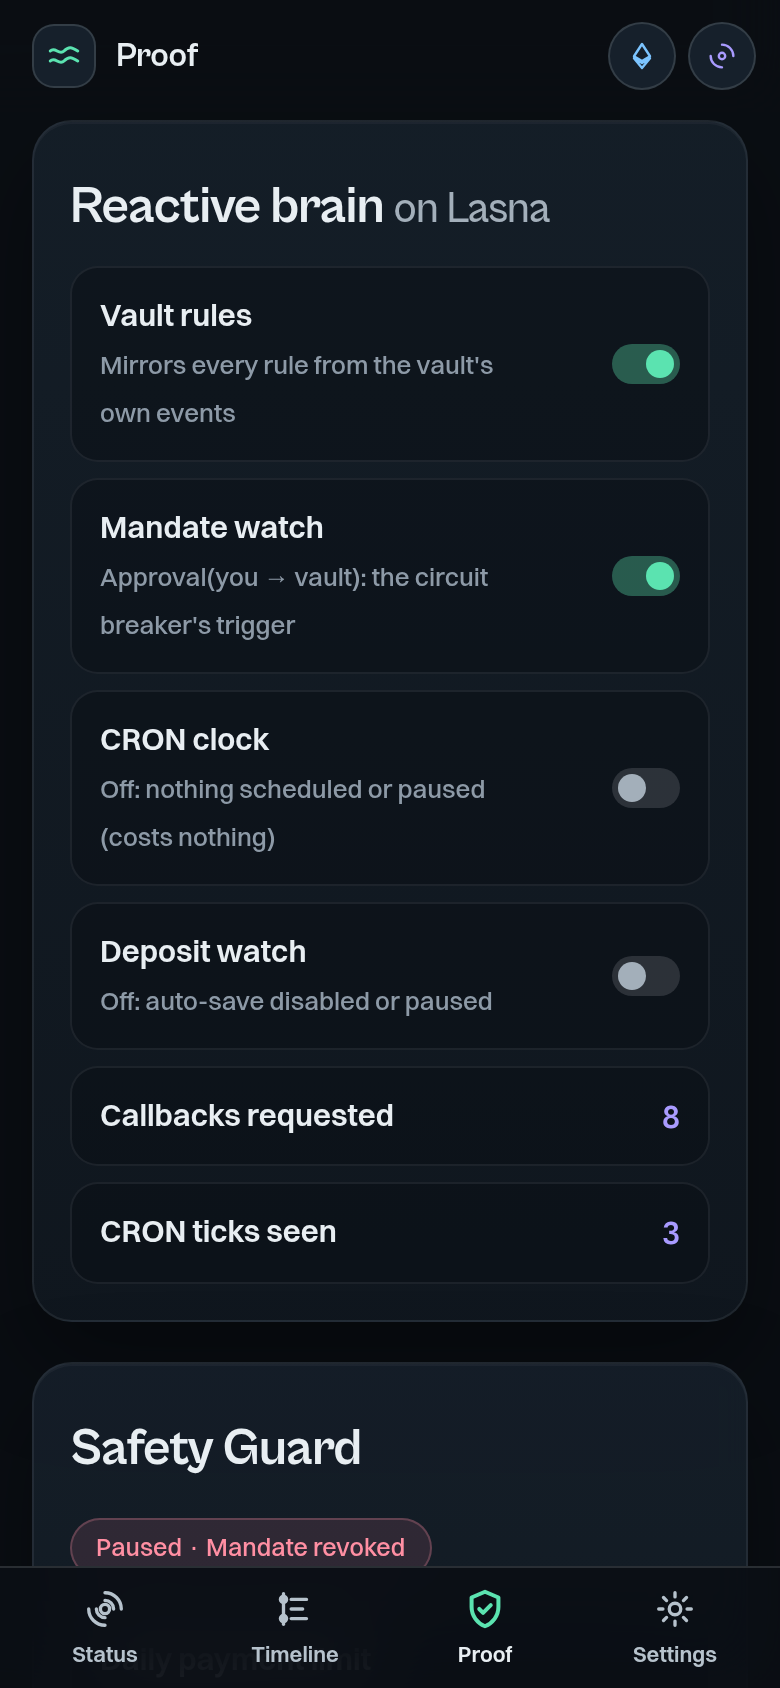 Proof
Reactive brain on Lasna
Vault rules
Mirrors every rule from the vault's
own events
Mandate watch
Approval(you → vault): the circuit
breaker's trigger
CRON clock
Off: nothing scheduled or paused
(costs nothing)
Deposit watch
Off: auto-save disabled or paused
Callbacks requested
8
CRON ticks seen
3
Safety Guard
Paused · Mandate revoked
Daily payment limit
Status
Timeline
Proof
Settings